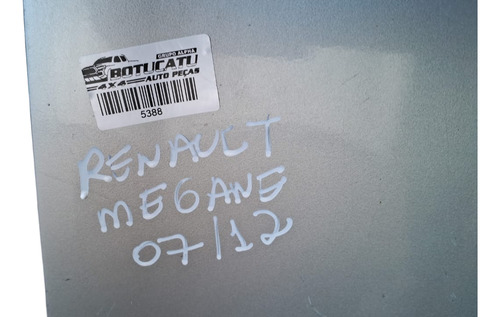 GRUPO ALPHA
BOTUCATU
4X4 AUTO PEÇAS
5388
RENAULT
MEGANE
07/12